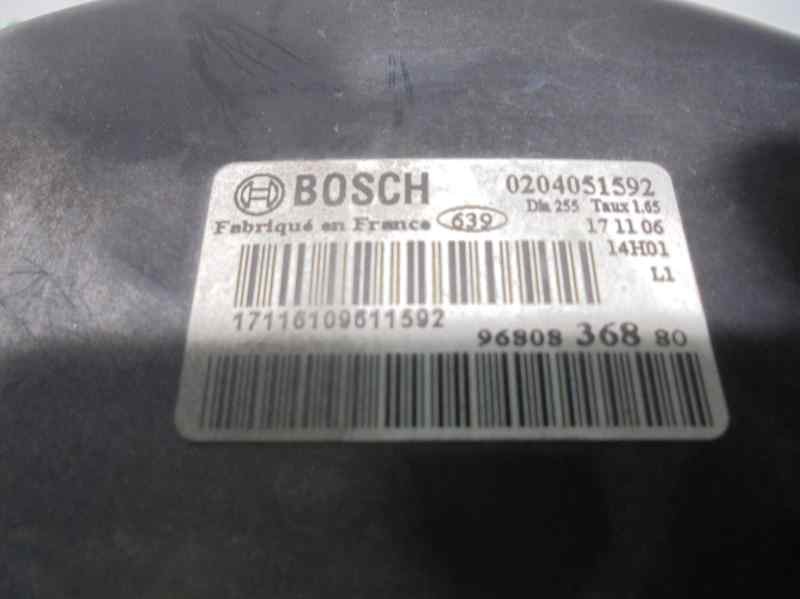 BOSCH 0204051592
Dia 255 Taux 1.65
Fabriqué en France 639 17 11 06
14H01
L1
17116109611592
96808 368 80